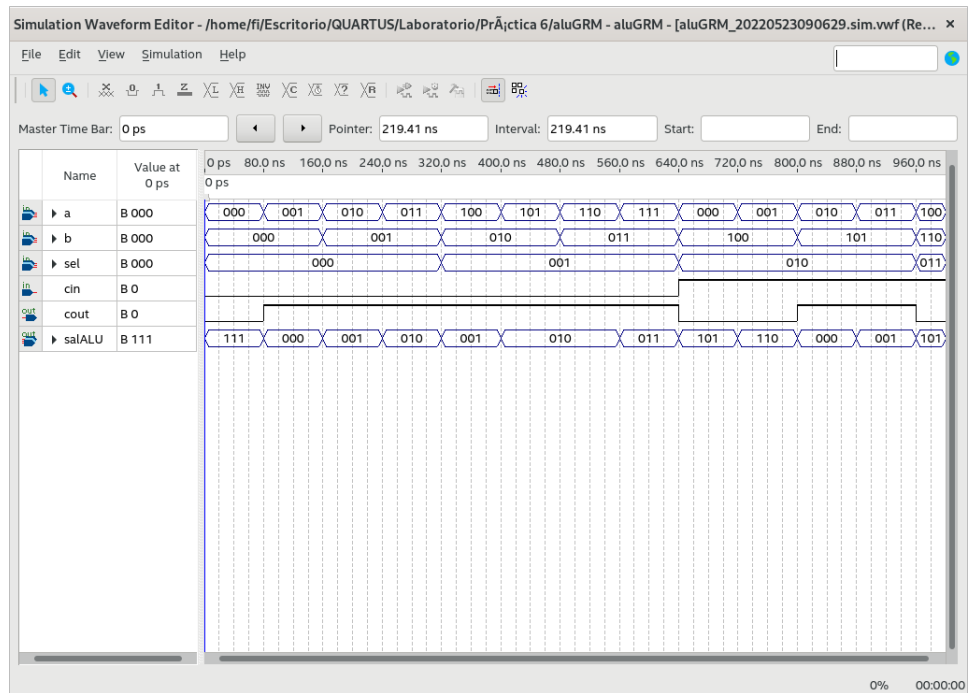 Simulation Waveform Editor - /home/fi/Escritorio/QUARTUS/Laboratorio/PrÃ¡ctica 6/aluGRM - aluGRM - [aluGRM_20220523090629.sim.vwf (Re...
File Edit View Simulation Help
Master Time Bar: 0 ps Pointer: 219.41 ns Interval: 219.41 ns Start: End:
Name Value at 0 ps
0 ps 80.0 ns 160.0 ns 240.0 ns 320.0 ns 400.0 ns 480.0 ns 560.0 ns 640.0 ns 720.0 ns 800.0 ns 880.0 ns 960.0 ns
0 ps
a B 000 000 001 010 011 100 101 110 111 000 001 010 011 100
b B 000 000 001 010 011 100 101 110
sel B 000 000 001 010 011
cin B 0
cout B 0
salALU B 111 111 000 001 010 001 010 011 101 110 000 001 101
0% 00:00:00